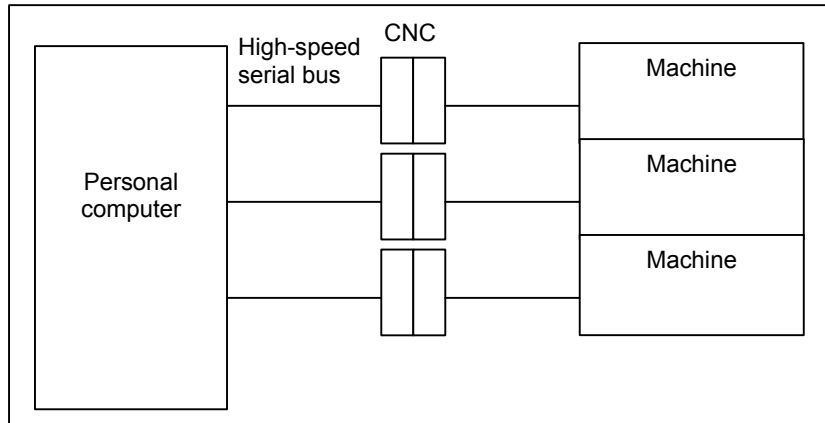 High-speed
serial bus
CNC
Machine
Personal
computer
Machine
Machine